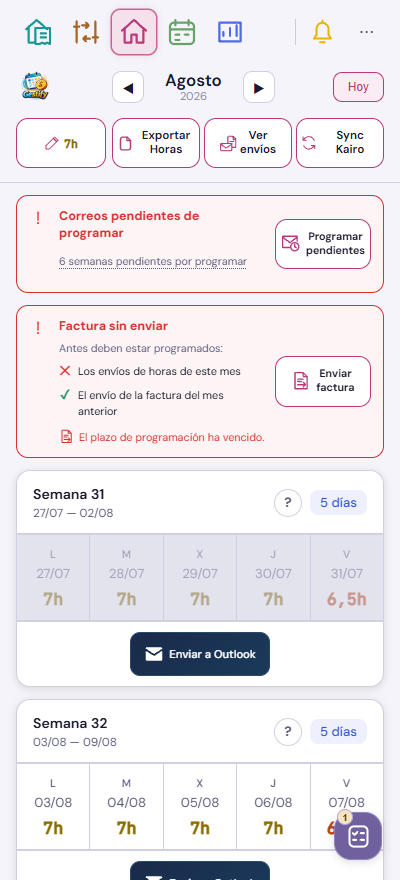 Agosto
2026
Hoy
7h
Exportar
Horas
Ver
envíos
Sync
Kairo
!
Correos pendientes de
programar
6 semanas pendientes por programar
Programar
pendientes
!
Factura sin enviar
Antes deben estar programados:
Los envíos de horas de este mes
El envío de la factura del mes
anterior
El plazo de programación ha vencido.
Enviar
factura
Semana 31
27/07 — 02/08
?
5 días
L M X J V
27/07 28/07 29/07 30/07 31/07
7h 7h 7h 7h 6,5h
Enviar a Outlook
Semana 32
03/08 — 09/08
?
5 días
L M X J V
03/08 04/08 05/08 06/08 07/08
7h 7h 7h 7h
1